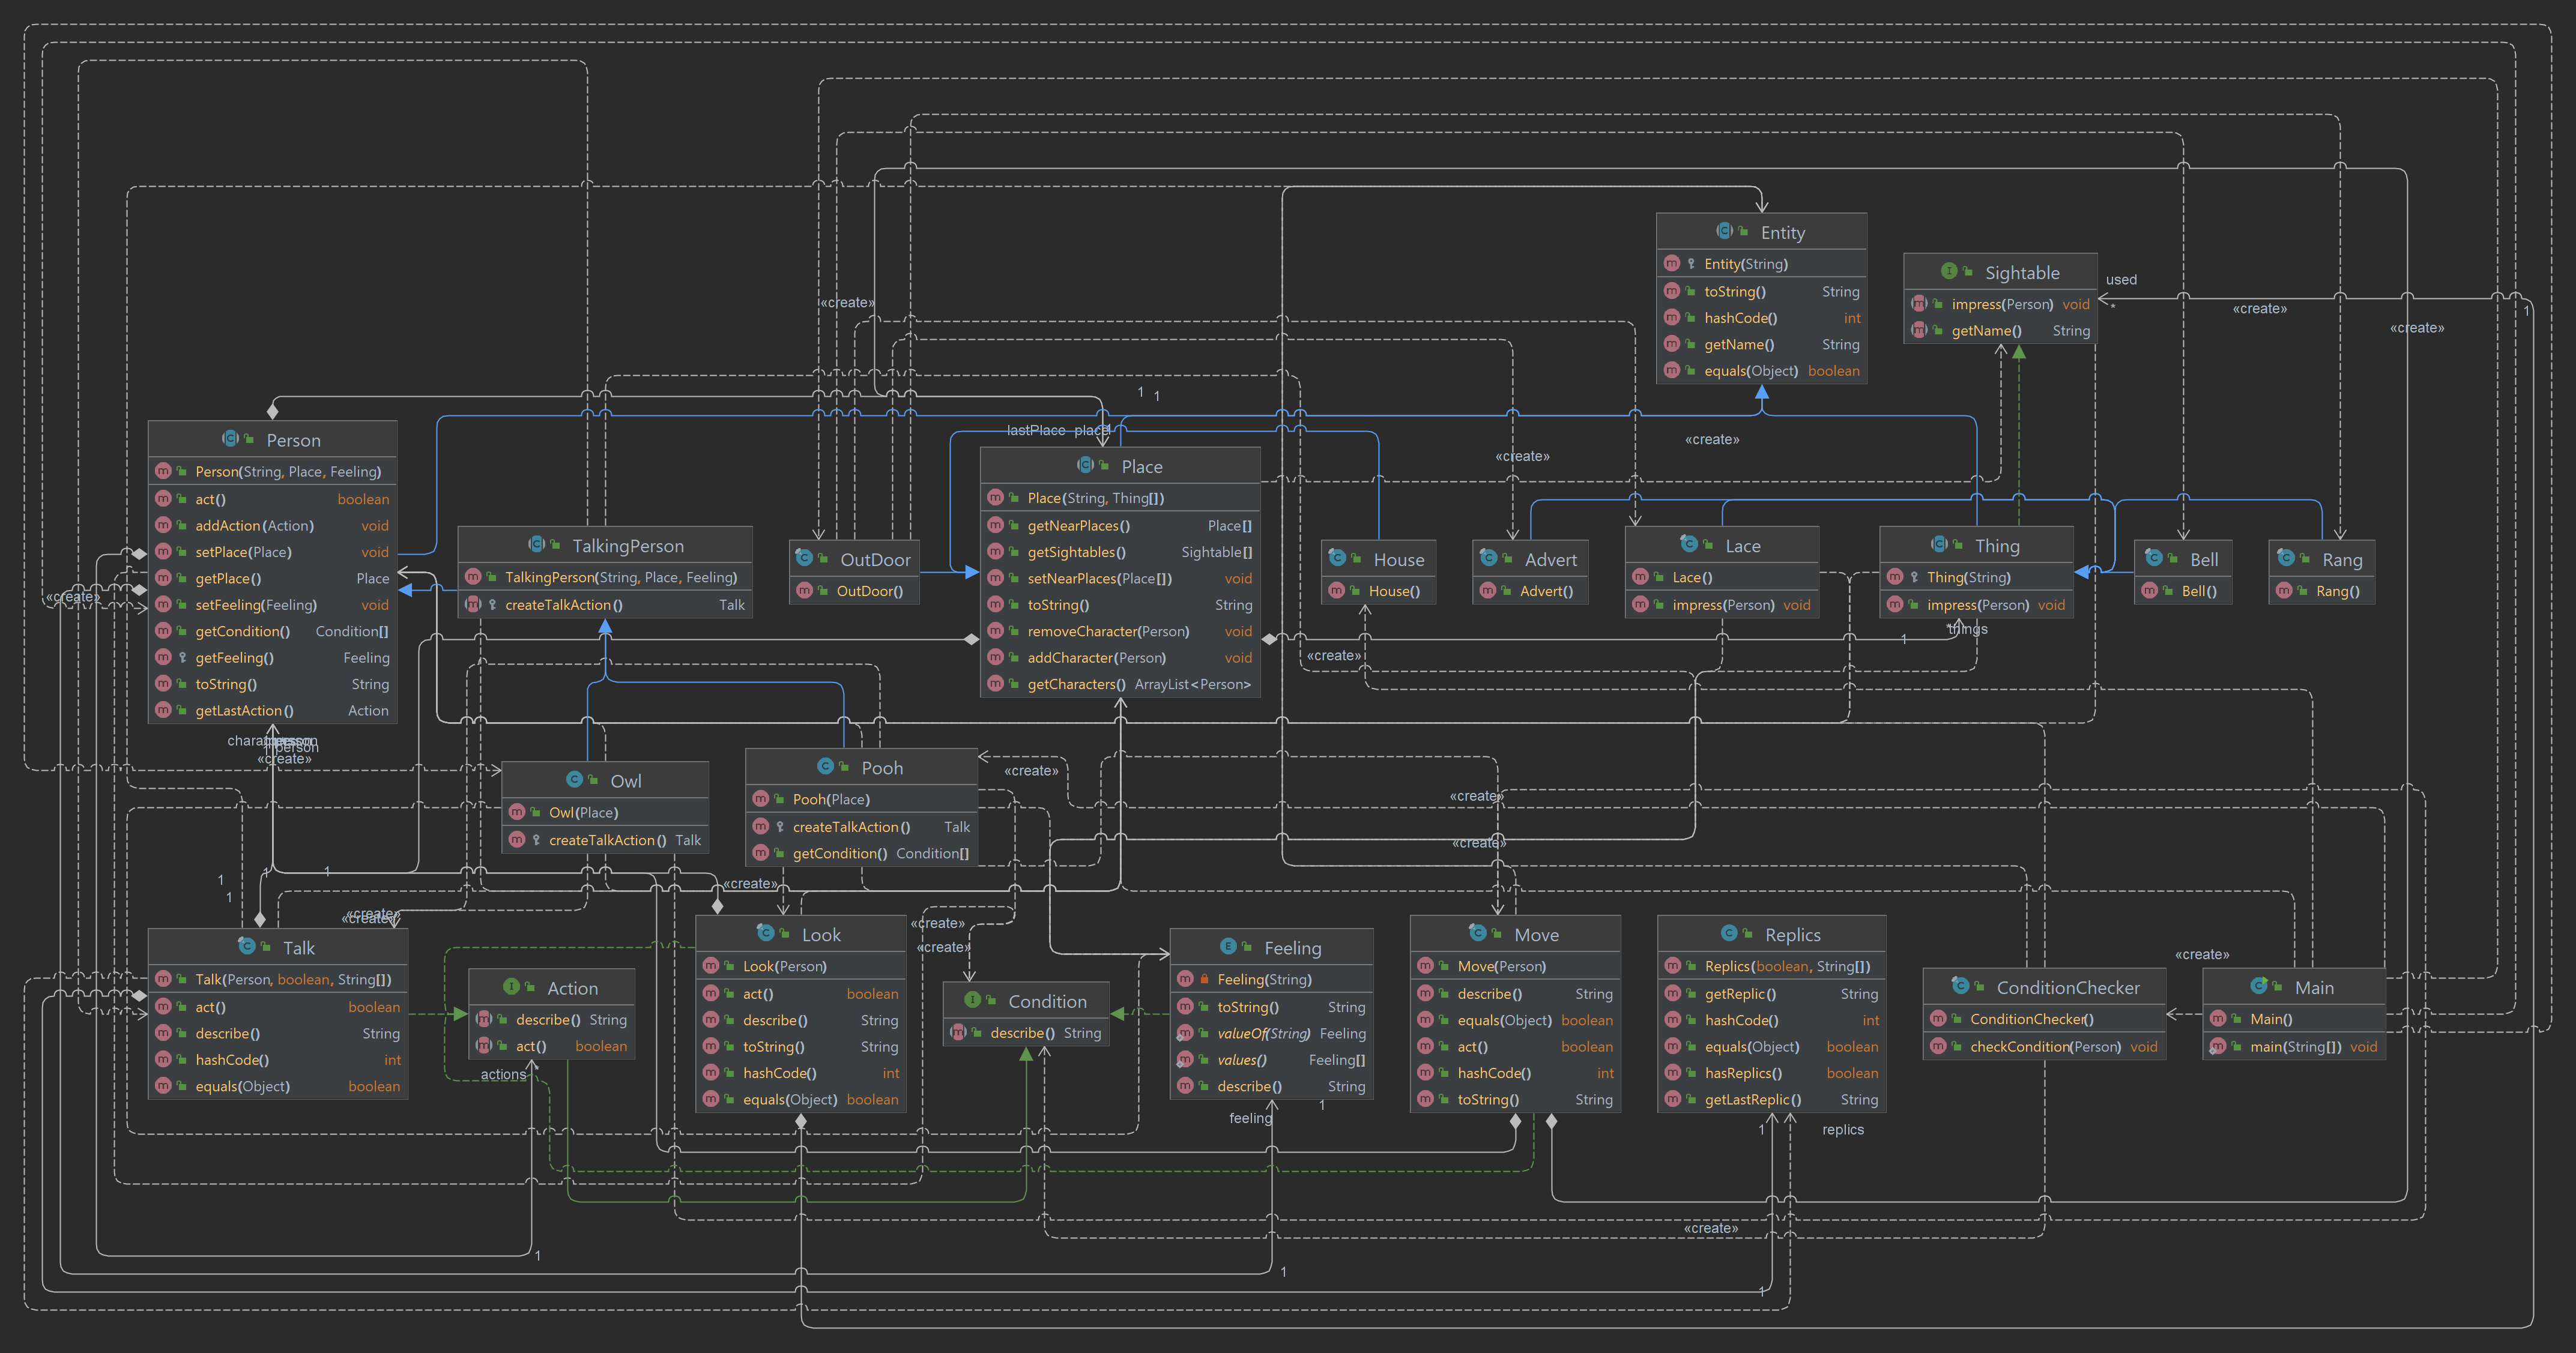 Entity
Entity(String)
toString() String
hashCode() int
getName() String
equals(Object) boolean
Sightable
impress(Person) void
getName() String
used
*
1
«create»
«create»
«create»
1
1
«create»
«create»
lastPlace
Person
Person(String, Place, Feeling)
act() boolean
addAction(Action) void
setPlace(Place) void
getPlace() Place
setFeeling(Feeling) void
getCondition() Condition[]
getFeeling() Feeling
toString() String
getLastAction() Action
«create»
TalkingPerson
TalkingPerson(String, Place, Feeling)
createTalkAction() Talk
OutDoor
OutDoor()
Place
Place(String, Thing[])
getNearPlaces() Place[]
getSightables() Sightable[]
setNearPlaces(Place[]) void
toString() String
removeCharacter(Person) void
addCharacter(Person) void
getCharacters() ArrayList<Person>
House
House()
Advert
Advert()
Lace
Lace()
impress(Person) void
Thing
Thing(String)
impress(Person) void
Bell
Bell()
Rang
Rang()
things
1
«create»
person
«create»
Owl
Owl(Place)
createTalkAction() Talk
Pooh
Pooh(Place)
createTalkAction() Talk
getCondition() Condition[]
«create»
«create»
«create»
1
1
1
1
«create»
«create»
«create»
«create»
«create»
Talk
Talk(Person, boolean, String[])
act() boolean
describe() String
hashCode() int
equals(Object) boolean
Action
describe() String
act() boolean
actions
Look
Look(Person)
act() boolean
describe() String
toString() String
hashCode() int
equals(Object) boolean
Condition
describe() String
Feeling
Feeling(String)
toString() String
valueOf(String) Feeling
values() Feeling[]
describe() String
feeling
1
Move
Move(Person)
describe() String
equals(Object) boolean
act() boolean
hashCode() int
toString() String
Replics
Replics(boolean, String[])
getReplic() String
hashCode() int
equals(Object) boolean
hasReplics() boolean
getLastReplic() String
1
replics
ConditionChecker
ConditionChecker()
checkCondition(Person) void
«create»
Main
Main()
main(String[]) void
«create»
1
1
1